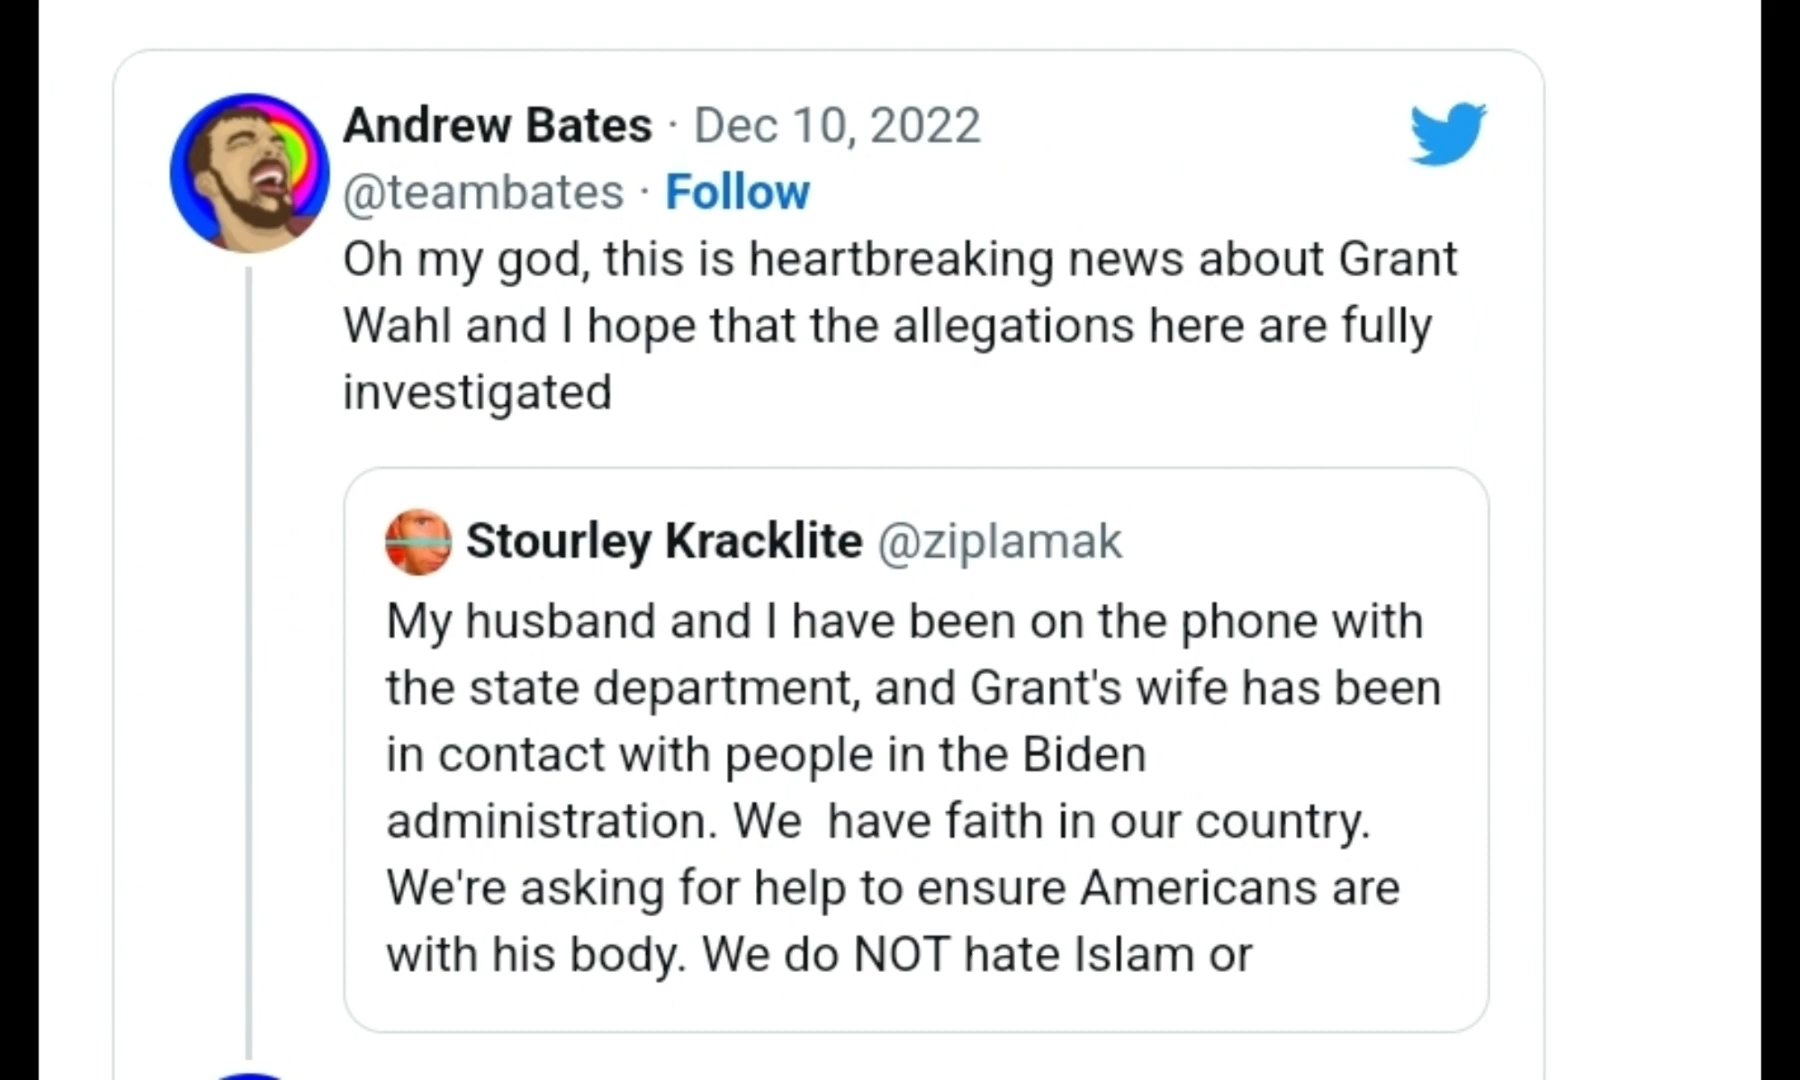 Andrew Bates · Dec 10, 2022
@teambates · Follow
Oh my god, this is heartbreaking news about Grant
Wahl and I hope that the allegations here are fully
investigated
Stourley Kracklite @ziplamak
My husband and I have been on the phone with
the state department, and Grant's wife has been
in contact with people in the Biden
administration. We  have faith in our country.
We're asking for help to ensure Americans are
with his body. We do NOT hate Islam or